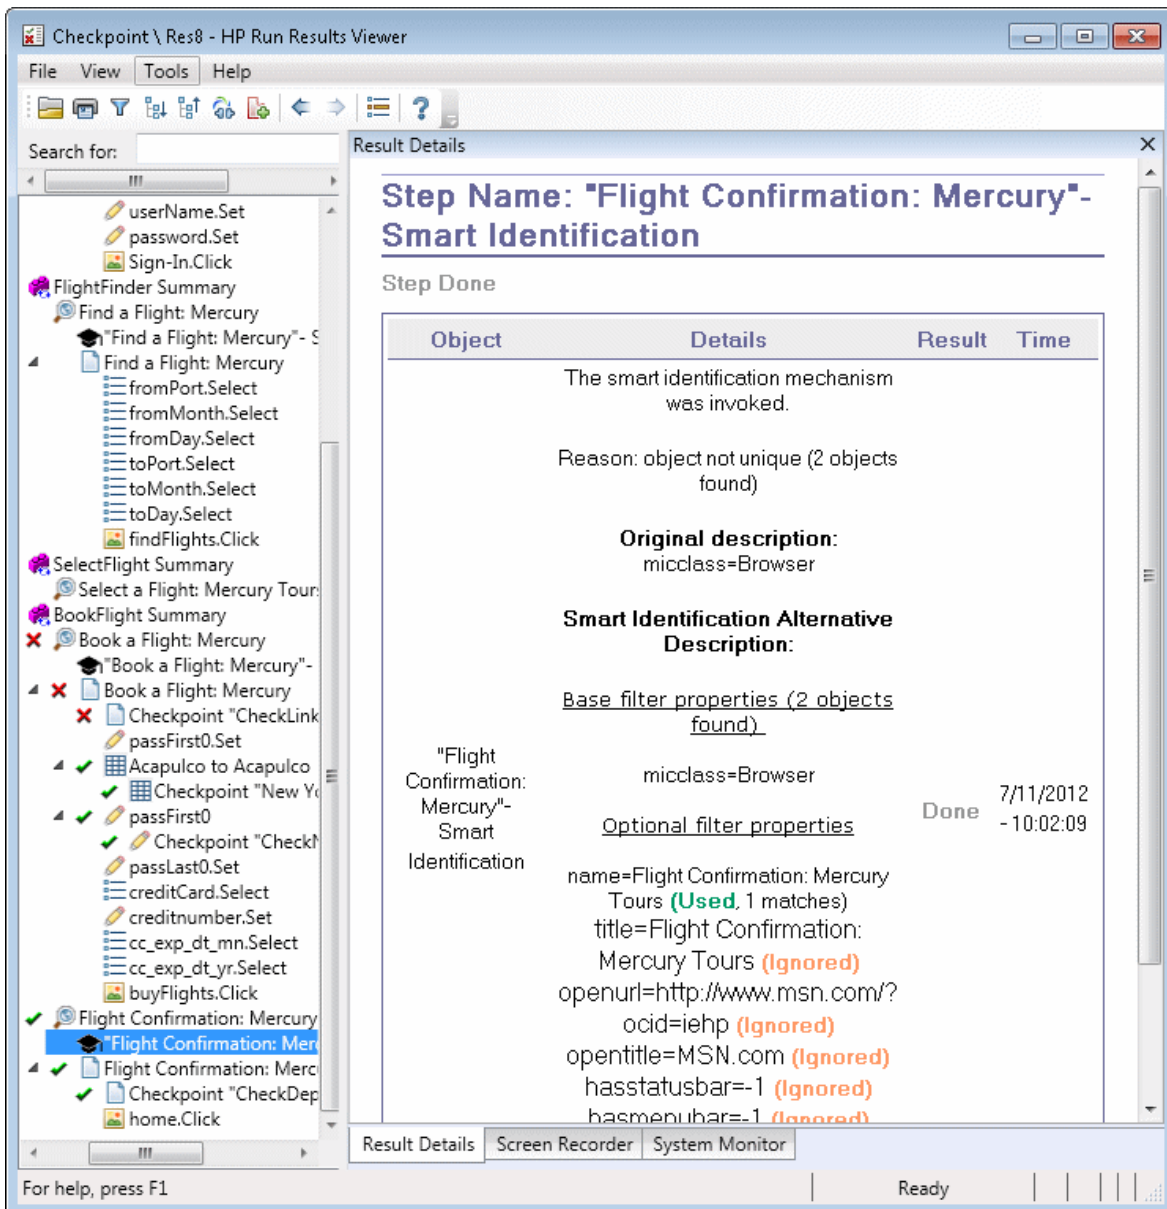 Checkpoint \ Res8 - HP Run Results Viewer
File View Tools Help
Search for:
userName.Set
password.Set
Sign-In.Click
FlightFinder Summary
Find a Flight: Mercury
"Find a Flight: Mercury"- S
Find a Flight: Mercury
fromPort.Select
fromMonth.Select
fromDay.Select
toPort.Select
toMonth.Select
toDay.Select
findFlights.Click
SelectFlight Summary
Select a Flight: Mercury Tour
BookFlight Summary
Book a Flight: Mercury
"Book a Flight: Mercury"-
Book a Flight: Mercury
Checkpoint "CheckLink
passFirst0.Set
Acapulco to Acapulco
Checkpoint "New Yo
passFirst0
Checkpoint "CheckN
passLast0.Set
creditCard.Select
creditnumber.Set
cc_exp_dt_mn.Select
cc_exp_dt_yr.Select
buyFlights.Click
Flight Confirmation: Mercury
"Flight Confirmation: Merc
Flight Confirmation: Mercu
Checkpoint "CheckDep
home.Click
Result Details
Step Name: "Flight Confirmation: Mercury"-
Smart Identification
Step Done
Object Details Result Time
The smart identification mechanism
was invoked.
Reason: object not unique (2 objects
found)
Original description:
micclass=Browser
Smart Identification Alternative
Description:
Base filter properties (2 objects
found)
micclass=Browser
Optional filter properties
name=Flight Confirmation: Mercury
Tours (Used, 1 matches)
title=Flight Confirmation:
Mercury Tours (Ignored)
openurl=http://www.msn.com/?
ocid=iehp (Ignored)
opentitle=MSN.com (Ignored)
hasstatusbar=-1 (Ignored)
hasmenubar=-1 (Ignored)
"Flight
Confirmation:
Mercury"-
Smart
Identification
Done
7/11/2012
- 10:02:09
Result Details Screen Recorder System Monitor
For help, press F1 Ready